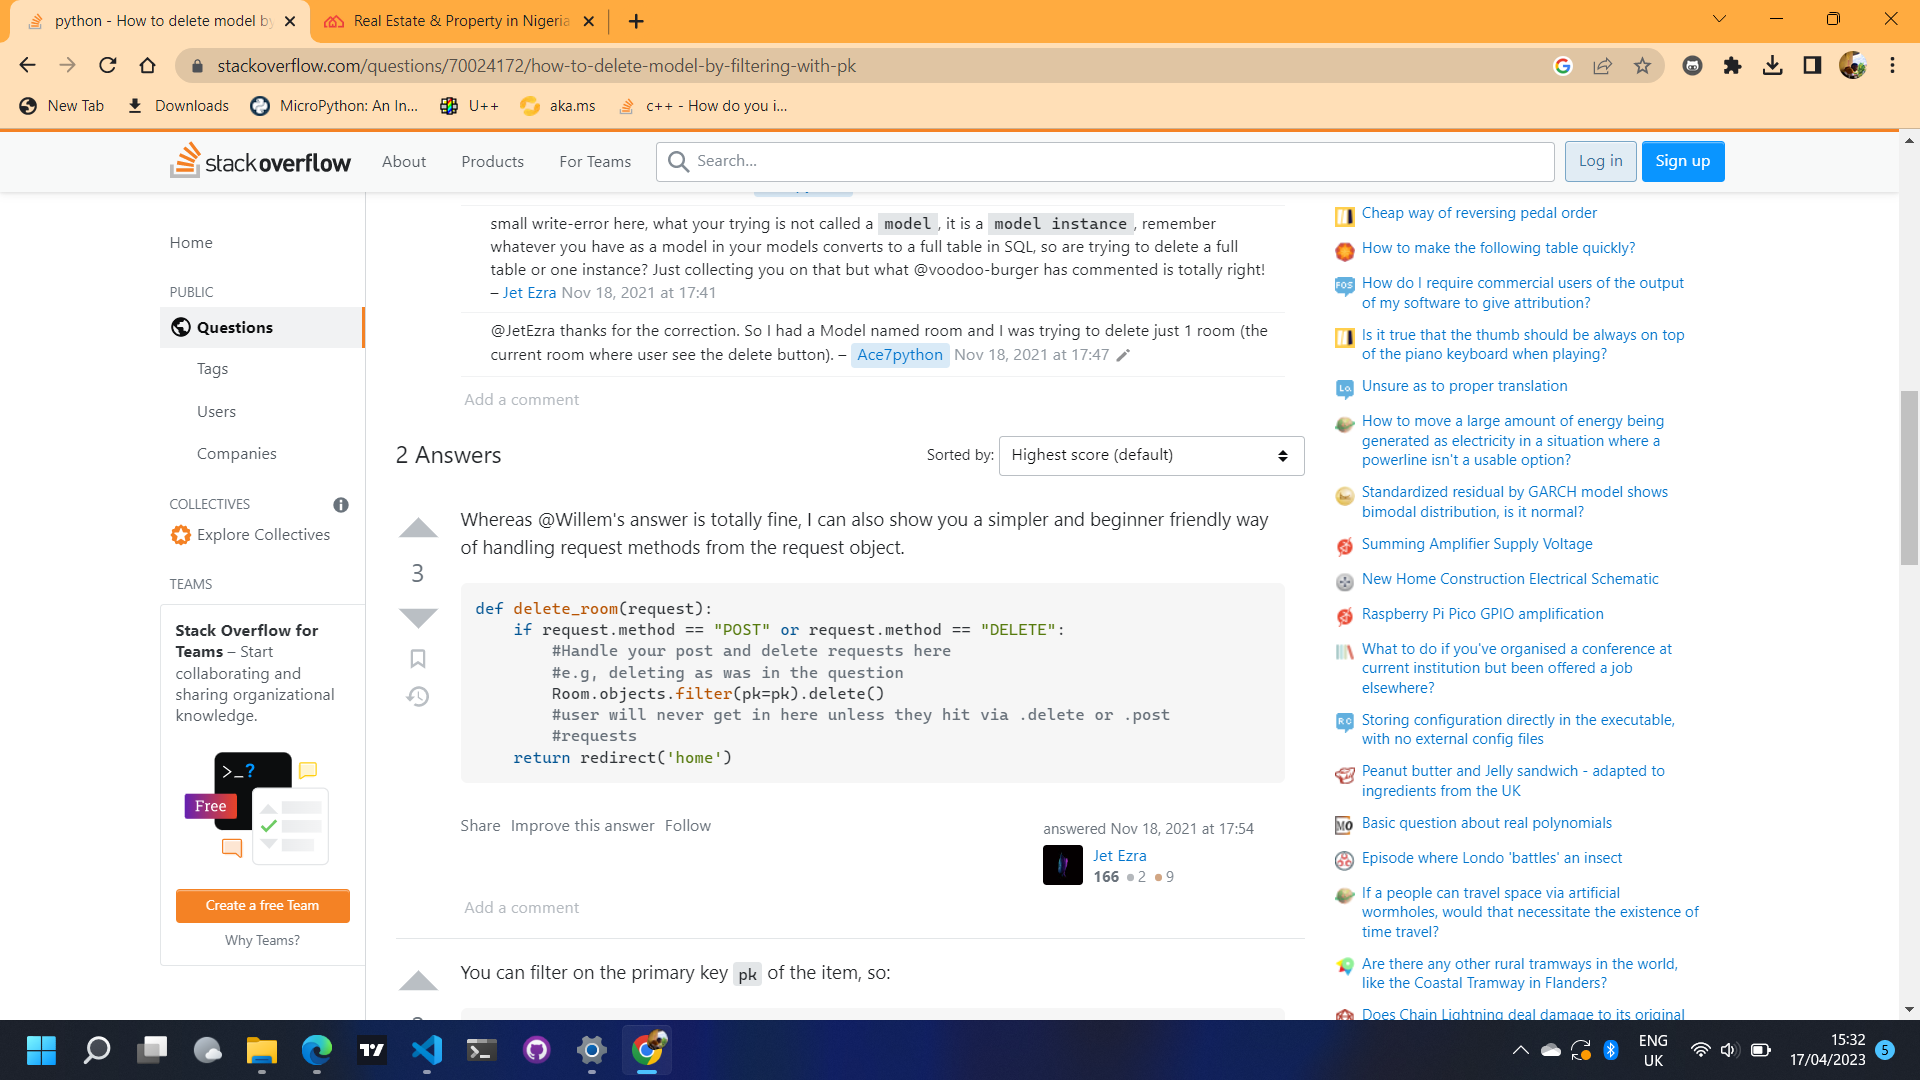 python - How to delete model by
Real Estate & Property in Nigeria
stackoverflow.com/questions/70024172/how-to-delete-model-by-filtering-with-pk
New Tab
Downloads
MicroPython: An In...
U++
aka.ms
c++ - How do you i...
stackoverflow
About
Products
For Teams
Search...
Log in
Sign up
Home
PUBLIC
Questions
Tags
Users
Companies
COLLECTIVES
Explore Collectives
TEAMS
Stack Overflow for
Teams – Start
collaborating and
sharing organizational
knowledge.
>_?
Free
Create a free Team
Why Teams?
small write-error here, what your trying is not called a model, it is a model instance, remember
whatever you have as a model in your models converts to a full table in SQL, so are trying to delete a full
table or one instance? Just collecting you on that but what @voodoo-burger has commented is totally right!
– Jet Ezra Nov 18, 2021 at 17:41
@JetEzra thanks for the correction. So I had a Model named room and I was trying to delete just 1 room (the
current room where user see the delete button). – Ace7python Nov 18, 2021 at 17:47
Add a comment
2 Answers
Sorted by:
Highest score (default)
3
Whereas @Willem's answer is totally fine, I can also show you a simpler and beginner friendly way
of handling request methods from the request object.
def delete_room(request):
    if request.method == "POST" or request.method == "DELETE":
        #Handle your post and delete requests here
        #e.g, deleting as was in the question
        Room.objects.filter(pk=pk).delete()
        #user will never get in here unless they hit via .delete or .post
        #requests
    return redirect('home')
Share Improve this answer Follow
answered Nov 18, 2021 at 17:54
Jet Ezra
166 2 9
Add a comment
You can filter on the primary key pk of the item, so:
Cheap way of reversing pedal order
How to make the following table quickly?
FOS
How do I require commercial users of the output
of my software to give attribution?
Is it true that the thumb should be always on top
of the piano keyboard when playing?
Lo.
Unsure as to proper translation
How to move a large amount of energy being
generated as electricity in a situation where a
powerline isn't a usable option?
Standardized residual by GARCH model shows
bimodal distribution, is it normal?
Summing Amplifier Supply Voltage
New Home Construction Electrical Schematic
Raspberry Pi Pico GPIO amplification
What to do if you've organised a conference at
current institution but been offered a job
elsewhere?
RC
Storing configuration directly in the executable,
with no external config files
Peanut butter and Jelly sandwich - adapted to
ingredients from the UK
MO
Basic question about real polynomials
Episode where Londo 'battles' an insect
If a people can travel space via artificial
wormholes, would that necessitate the existence of
time travel?
Are there any other rural tramways in the world,
like the Coastal Tramway in Flanders?
Does Chain Lightning deal damage to its original
ENG
UK
15:32
17/04/2023
5